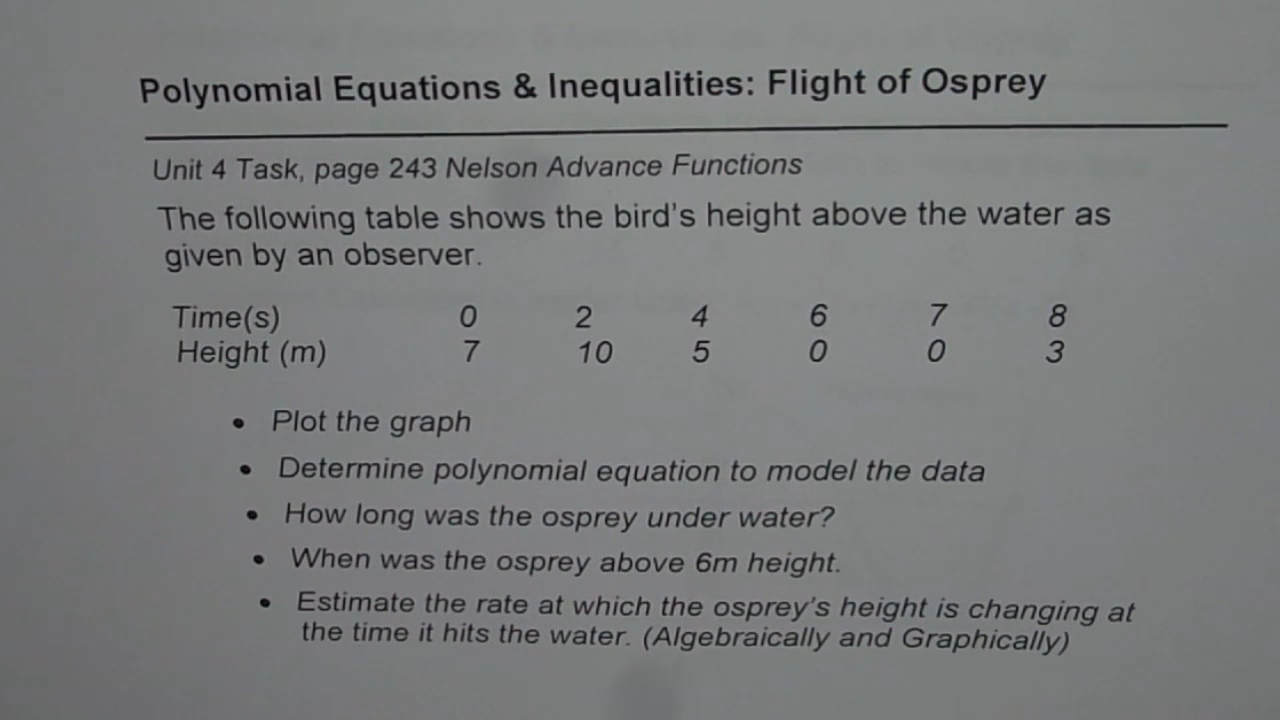 Polynomial Equations & Inequalities: Flight of Osprey
Unit 4 Task, page 243 Nelson Advance Functions
The following table shows the bird's height above the water as
given by an observer.
Time(s) 0 2 4 6 7 8
Height (m) 7 10 5 0 0 3
• Plot the graph
• Determine polynomial equation to model the data
• How long was the osprey under water?
• When was the osprey above 6m height.
• Estimate the rate at which the osprey's height is changing at
the time it hits the water. (Algebraically and Graphically)